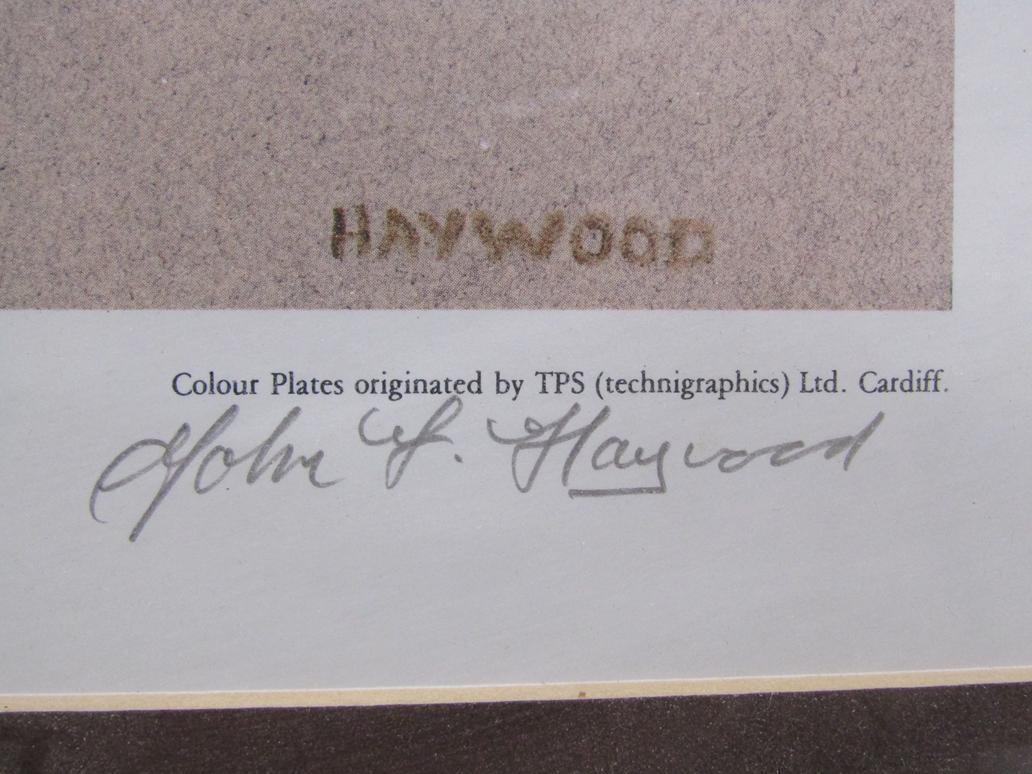 HAYWOOD
Colour Plates originated by TPS (technigraphics) Ltd. Cardiff.
John L. Haywood